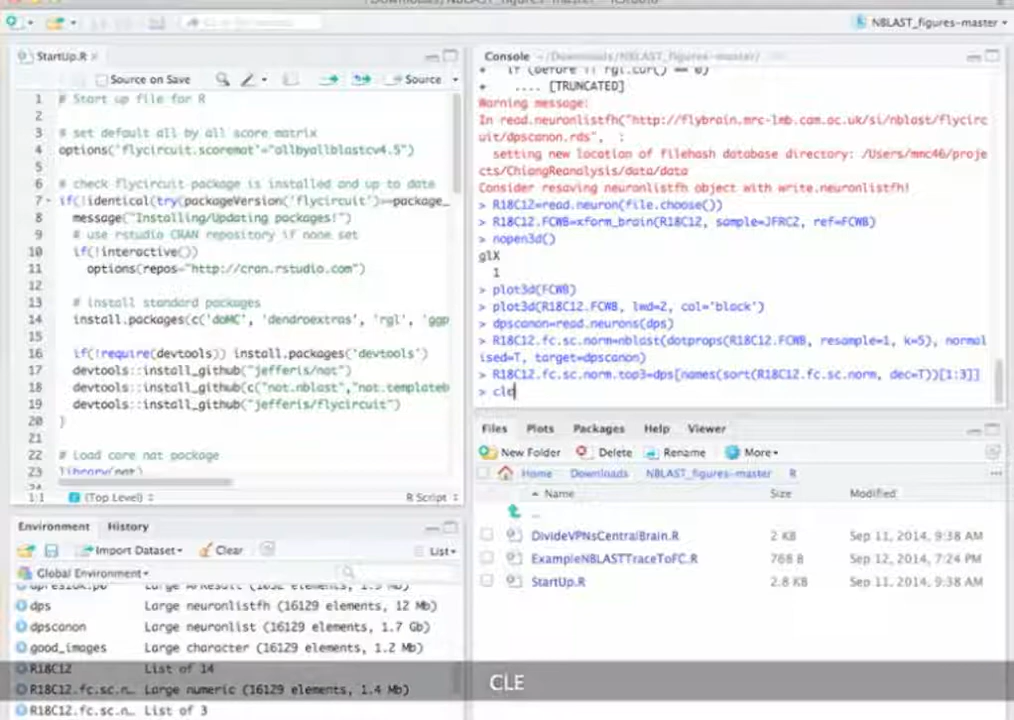 NBLAST_figures-master
StartUp.R
Source on Save
Source
1 # Start up file for R
2
3 # set default all by all score matrix
4 options('flycircuit.scoremat'="allbyallblastcv4.5")
5
6 # check flycircuit package is installed and up to date
7 if(!identical(try(packageVersion('flycircuit')>=package_
8 message("Installing/Updating packages!")
9 # use rstudio CRAN repository if none set
10 if(!interactive())
11 options(repos="http://cran.rstudio.com")
12
13 # install standard packages
14 install.packages(c('doMC', 'dendroextras', 'rgl', 'ggp
15
16 if(!require(devtools)) install.packages('devtools')
17 devtools::install_github("jefferis/nat")
18 devtools::install_github(c("nat.nblast","nat.templateb
19 devtools::install_github("jefferis/flycircuit")
20 }
21
22 # Load core nat package
23 library(nat)
24
1:1 (Top Level) R Script
Console ~/Downloads/NBLAST_figures-master/
+ if (before || rgl.cur() == 0)
+ .... [TRUNCATED]
Warning message:
In read.neuronlistfh("http://flybrain.mrc-lmb.cam.ac.uk/si/nblast/flycirc
uit/dpscanon.rds", :
setting new location of filehash database directory: /Users/mnc46/proje
cts/ChiangReanalysis/data/data
Consider resaving neuronlistfh object with write.neuronlistfh!
> R18C12=read.neuron(file.choose())
> R18C12.FCWB=xform_brain(R18C12, sample=JFRC2, ref=FCWB)
> nopen3d()
glX
1
> plot3d(FCWB)
> plot3d(R18C12.FCWB, lwd=2, col='black')
> dpscanon=read.neurons(dps)
> R18C12.fc.sc.norm=nblast(dotprops(R18C12.FCWB, resample=1, k=5), normal
ised=T, target=dpscanon)
> R18C12.fc.sc.norm.top3=dps[names(sort(R18C12.fc.sc.norm, dec=T))[1:3]]
> cle
Files Plots Packages Help Viewer
New Folder Delete Rename More
Home Downloads NBLAST_figures-master R
Name Size Modified
..
DivideVPNsCentralBrain.R 2 KB Sep 11, 2014, 9:38 AM
ExampleNBLASTTraceToFC.R 768 B Sep 12, 2014, 7:24 PM
StartUp.R 2.8 KB Sep 11, 2014, 9:38 AM
Environment History
Import Dataset Clear List
Global Environment
dps Large neuronlistfh (16129 elements, 12 Mb)
dpscanon Large neuronlist (16129 elements, 1.7 Gb)
good_images Large character (16129 elements, 1.2 Mb)
R18C12 List of 14
R18C12.fc.sc.n… Large numeric (16129 elements, 1.4 Mb)
R18C12.fc.sc.n… List of 3
CLE